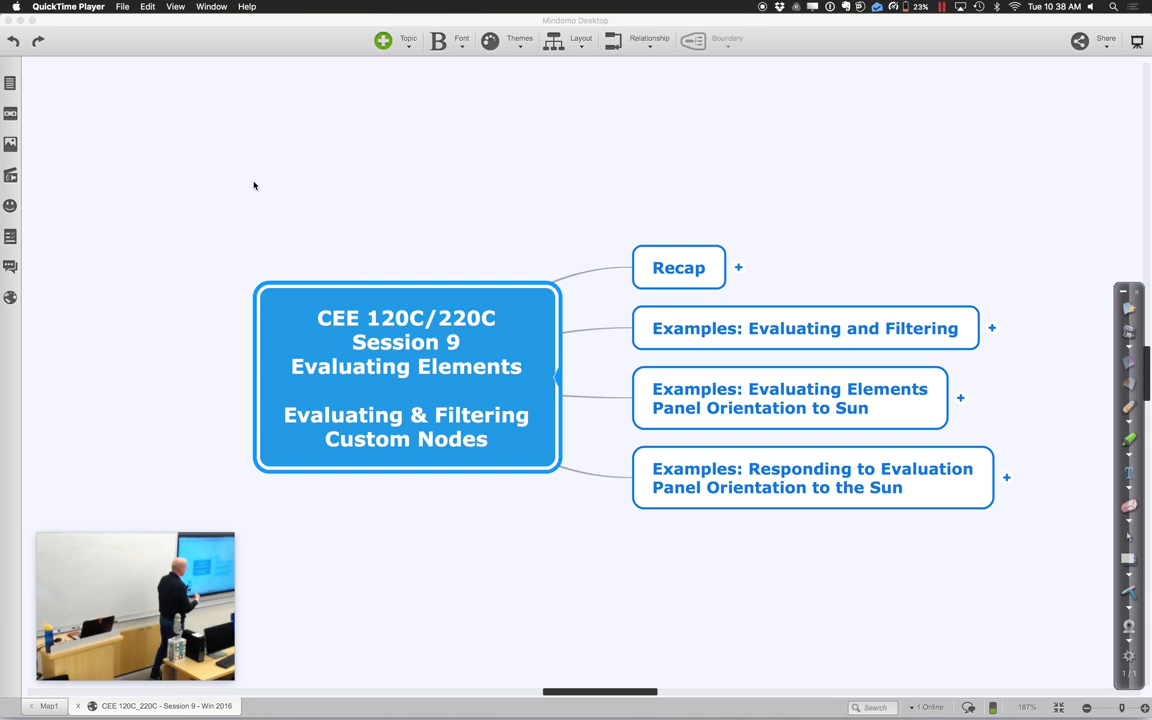 QuickTime Player File Edit View Window Help
23% Tue 10 38 AM
Mindomo Desktop
Topic Font Themes Layout Relationship Boundary Share
Recap
CEE 120C/220C
Session 9
Evaluating Elements
Evaluating & Filtering
Custom Nodes
Examples: Evaluating and Filtering
Examples: Evaluating Elements
Panel Orientation to Sun
Examples: Responding to Evaluation
Panel Orientation to the Sun
1 / 1
x Map1 x CEE 120C_220C - Session 9 - Win 2016
Search 1 Online 187%